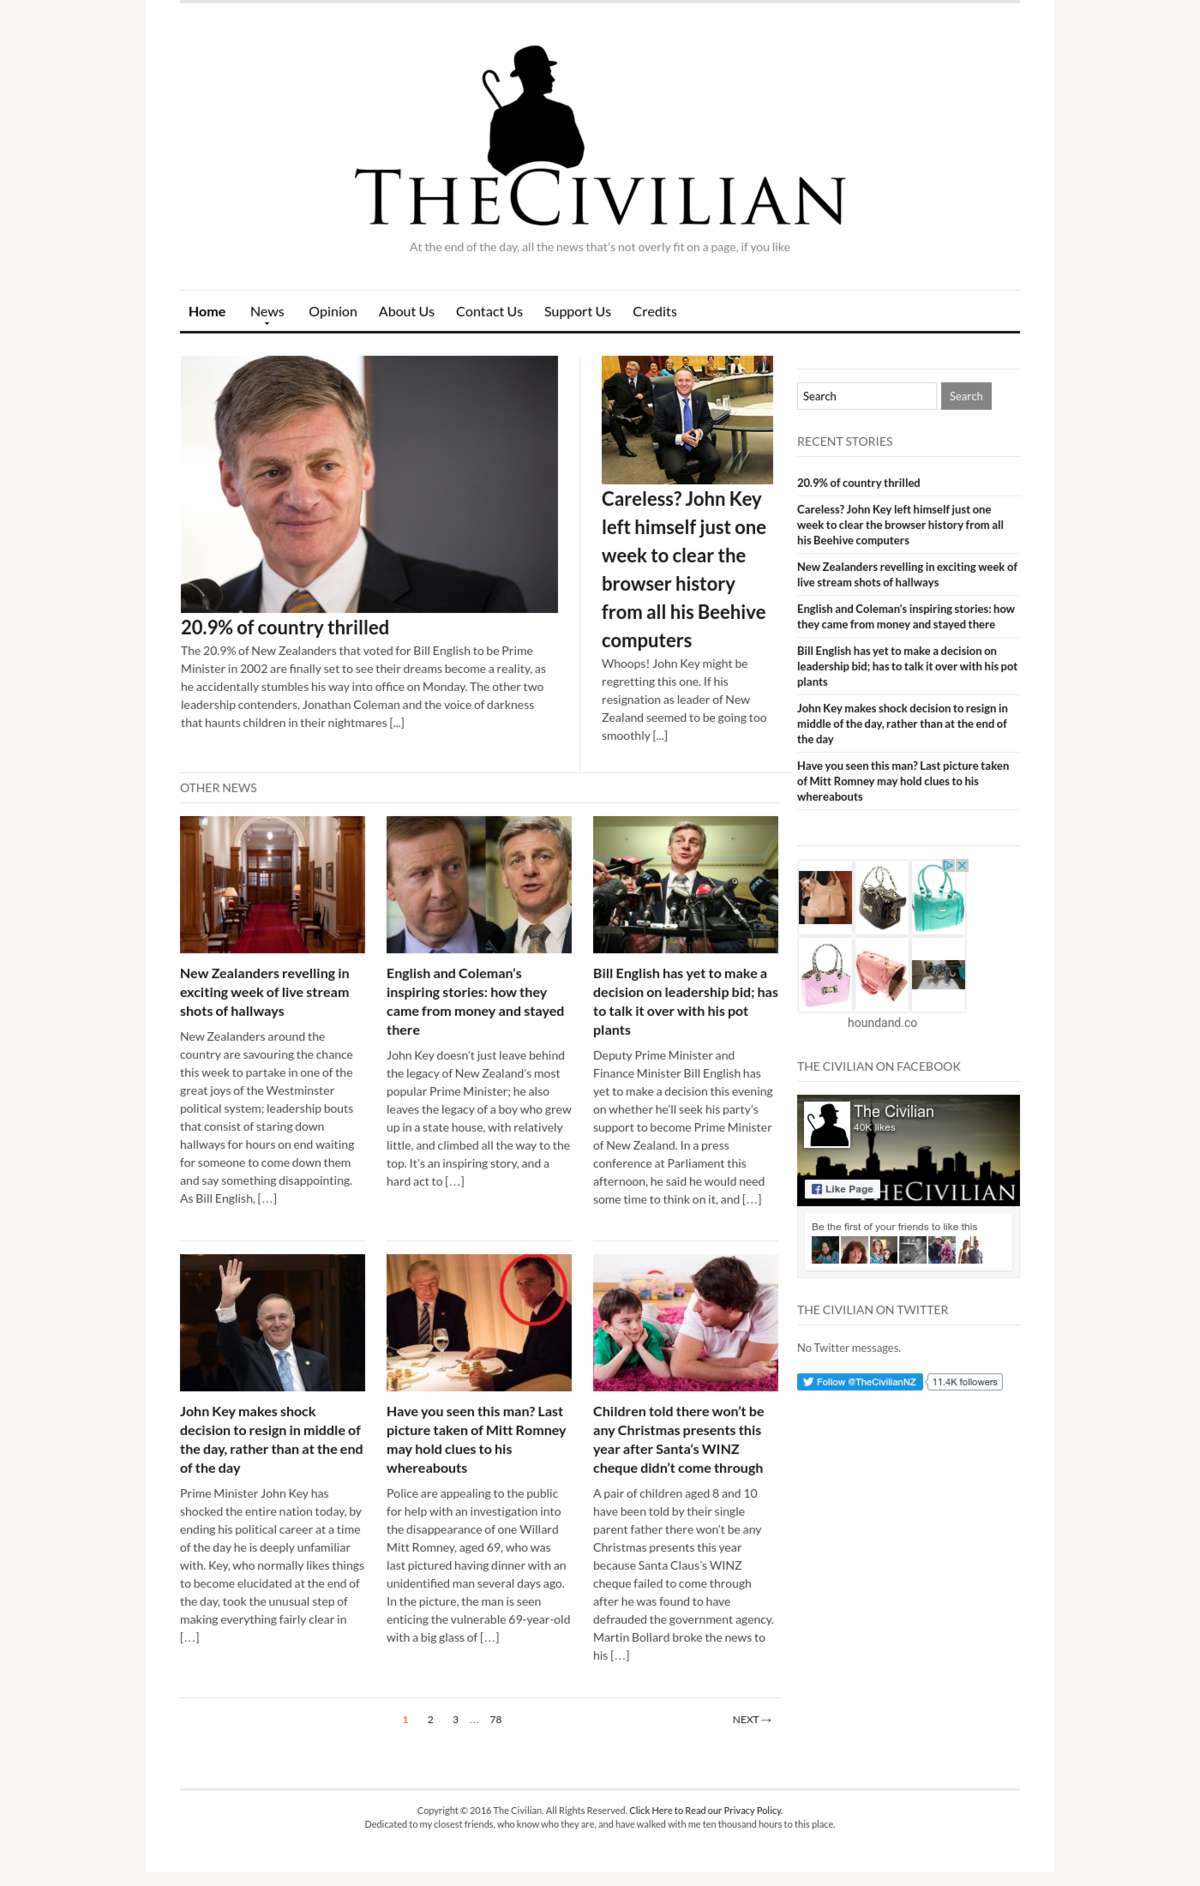 THECIVILIAN
At the end of the day, all the news that's not overly fit on a page, if you like
Home News Opinion About Us Contact Us Support Us Credits
20.9% of country thrilled
The 20.9% of New Zealanders that voted for Bill English to be Prime
Minister in 2002 are finally set to see their dreams become a reality, as
he accidentally stumbles his way into office on Monday. The other two
leadership contenders, Jonathan Coleman and the voice of darkness
that haunts children in their nightmares [...]
Careless? John Key
left himself just one
week to clear the
browser history
from all his Beehive
computers
Whoops! John Key might be
regretting this one. If his
resignation as leader of New
Zealand seemed to be going too
smoothly [...]
Search Search
RECENT STORIES
20.9% of country thrilled
Careless? John Key left himself just one
week to clear the browser history from all
his Beehive computers
New Zealanders revelling in exciting week of
live stream shots of hallways
English and Coleman's inspiring stories: how
they came from money and stayed there
Bill English has yet to make a decision on
leadership bid; has to talk it over with his pot
plants
John Key makes shock decision to resign in
middle of the day, rather than at the end of
the day
Have you seen this man? Last picture taken
of Mitt Romney may hold clues to his
whereabouts
OTHER NEWS
New Zealanders revelling in
exciting week of live stream
shots of hallways
New Zealanders around the
country are savouring the chance
this week to partake in one of the
great joys of the Westminster
political system; leadership bouts
that consist of staring down
hallways for hours on end waiting
for someone to come down them
and say something disappointing.
As Bill English, […]
English and Coleman's
inspiring stories: how they
came from money and stayed
there
John Key doesn't just leave behind
the legacy of New Zealand's most
popular Prime Minister; he also
leaves the legacy of a boy who grew
up in a state house, with relatively
little, and climbed all the way to the
top. It's an inspiring story, and a
hard act to […]
Bill English has yet to make a
decision on leadership bid; has
to talk it over with his pot
plants
Deputy Prime Minister and
Finance Minister Bill English has
yet to make a decision this evening
on whether he'll seek his party's
support to become Prime Minister
of New Zealand. In a press
conference at Parliament this
afternoon, he said he would need
some time to think on it, and […]
houndand.co
THE CIVILIAN ON FACEBOOK
The Civilian
40K likes
Like Page
THECIVILIAN
Be the first of your friends to like this
THE CIVILIAN ON TWITTER
No Twitter messages.
Follow @TheCivilianNZ 11.4K followers
John Key makes shock
decision to resign in middle of
the day, rather than at the end
of the day
Prime Minister John Key has
shocked the entire nation today, by
ending his political career at a time
of the day he is deeply unfamiliar
with. Key, who normally likes things
to become elucidated at the end of
the day, took the unusual step of
making everything fairly clear in
[…]
Have you seen this man? Last
picture taken of Mitt Romney
may hold clues to his
whereabouts
Police are appealing to the public
for help with an investigation into
the disappearance of one Willard
Mitt Romney, aged 69, who was
last pictured having dinner with an
unidentified man several days ago.
In the picture, the man is seen
enticing the vulnerable 69-year-old
with a big glass of […]
Children told there won't be
any Christmas presents this
year after Santa's WINZ
cheque didn't come through
A pair of children aged 8 and 10
have been told by their single
parent father there won't be any
Christmas presents this year
because Santa Claus's WINZ
cheque failed to come through
after he was found to have
defrauded the government agency.
Martin Bollard broke the news to
his […]
1 2 3 … 78 NEXT →
Copyright © 2016 The Civilian. All Rights Reserved. Click Here to Read our Privacy Policy.
Dedicated to my closest friends, who know who they are, and have walked with me ten thousand hours to this place.